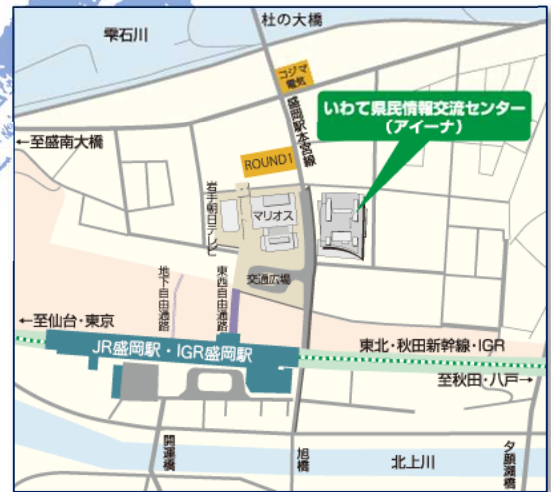 杜の大橋
雫石川
コジマ
電気
盛岡駅本宮線
いわて県民情報交流センター
(アイーナ)
←至盛南大橋
ROUND1
岩手朝日テレビ
マリオス
交通広場
地下自由通路
東西自由通路
←至仙台・東京
JR盛岡駅・IGR盛岡駅
東北・秋田新幹線・IGR
至秋田・八戸→
開運橋
旭橋
北上川
夕顔瀬橋